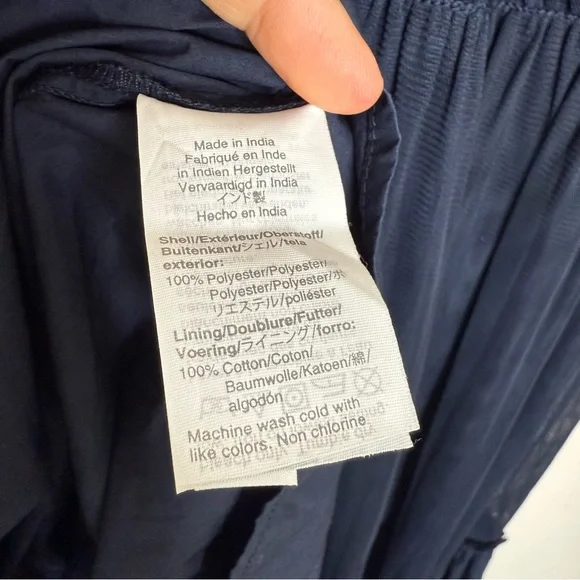 Made in India
Fabriqué en Inde
in Indien Hergestellt
Vervaardigd in India
インド製
Hecho en India
Shell/Extérieur/Oberstoff/
Buitenkant/シェル/tela
exterior:
100% Polyester/Polyester/
Polyester/Polyester/ポ
リエステル/poliéster
Lining/Doublure/Futter/
Voering/ライニング/forro:
100% Cotton/Coton/
Baumwolle/Katoen/綿/
algodón
Machine wash cold with
like colors. Non chlorine